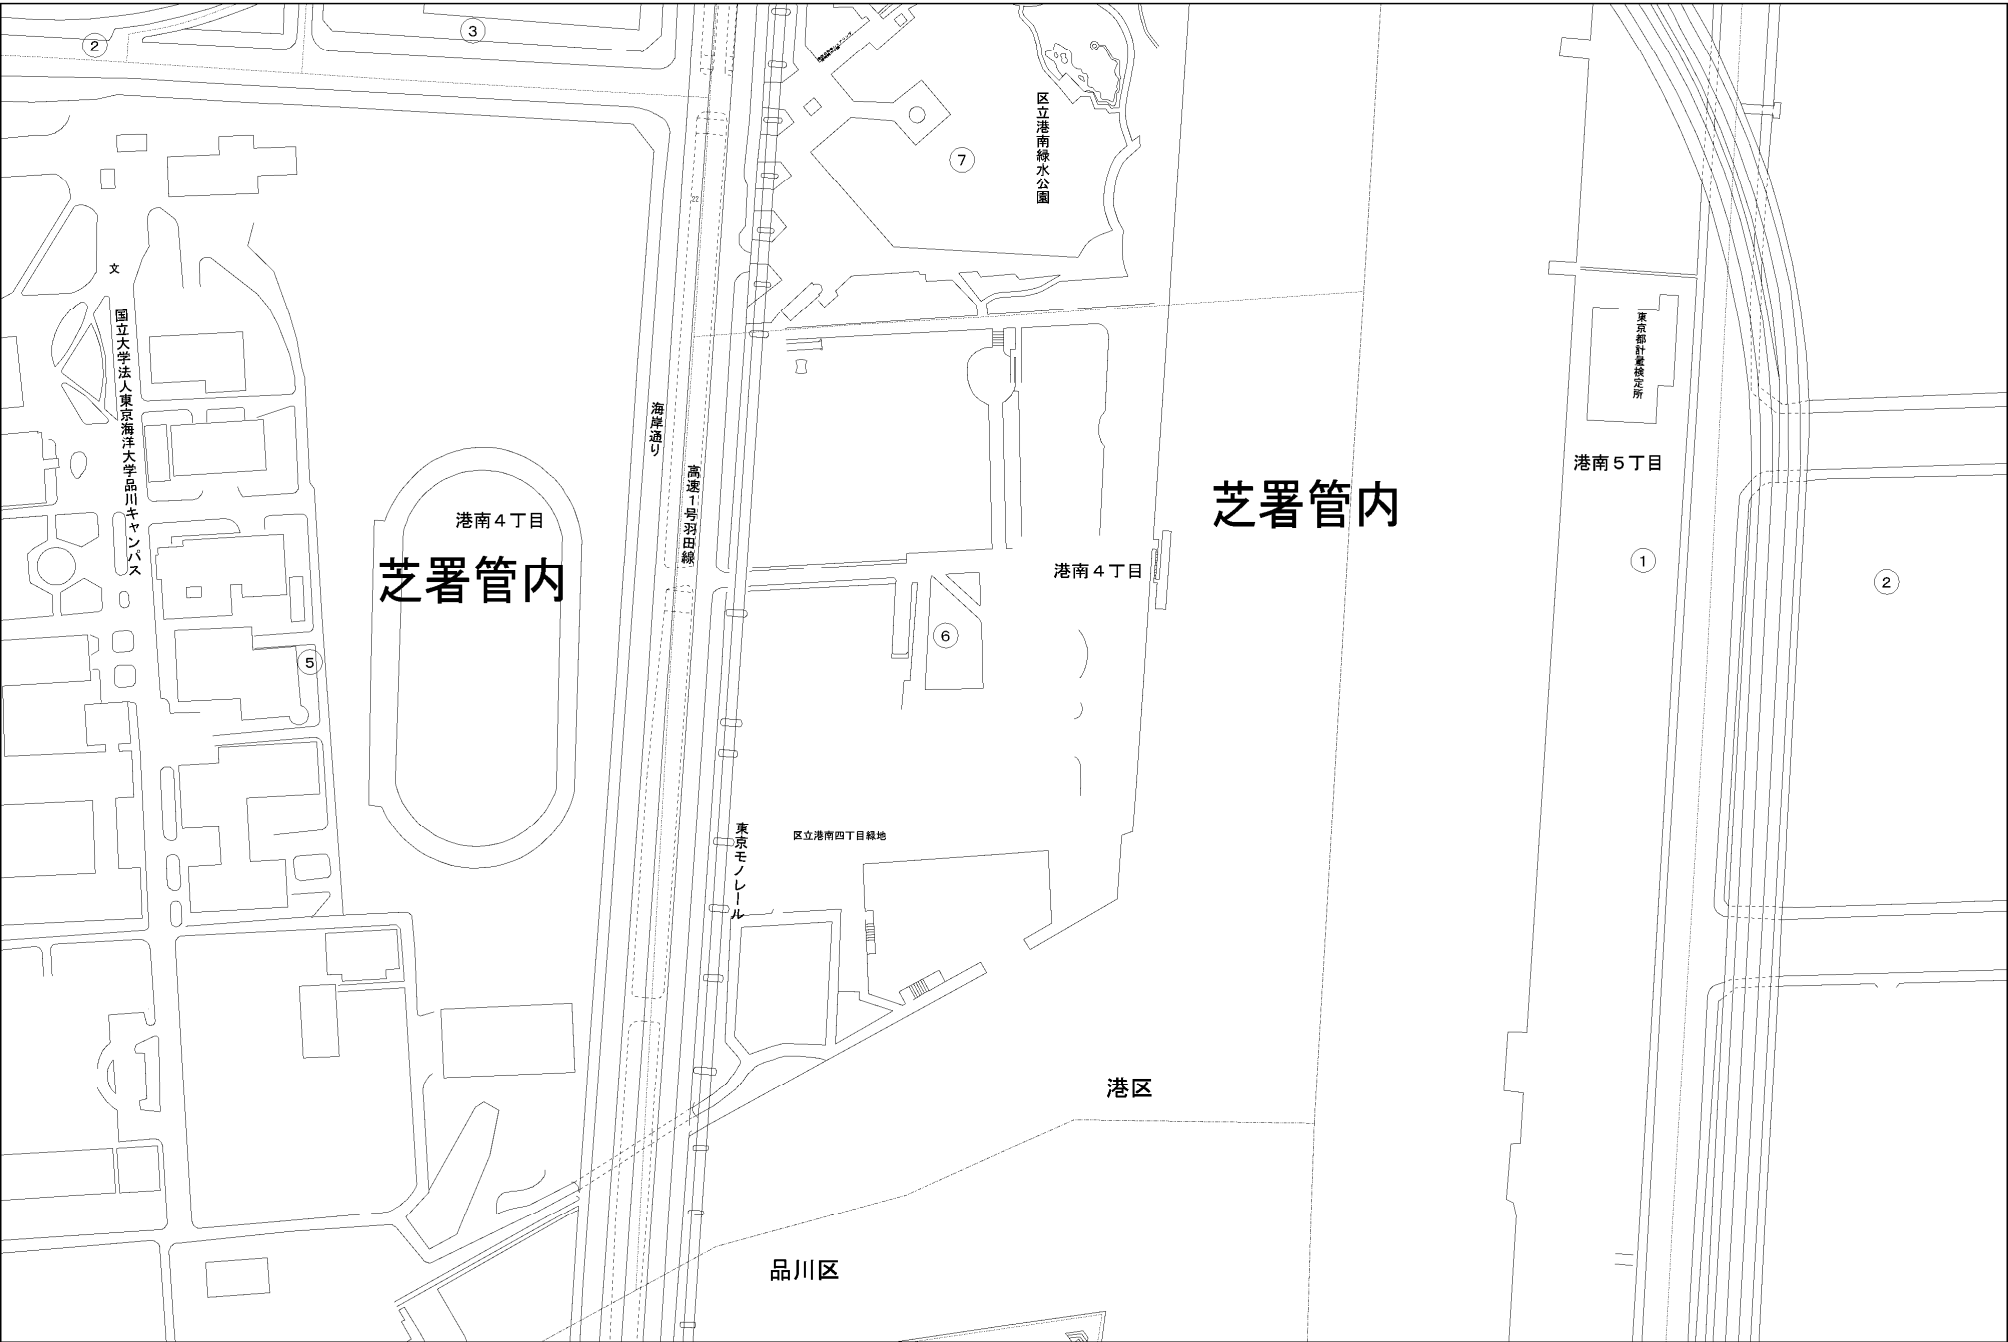 ②
③
区立港南緑水公園
⑦
22
文
国立大学法人東京海洋大学品川キャンパス
東京都計量検定所
海岸通り
高速1号羽田線
港南5丁目
芝署管内
港南4丁目
芝署管内
港南4丁目
①
②
⑥
⑤
東京モノレール
区立港南四丁目緑地
港区
品川区